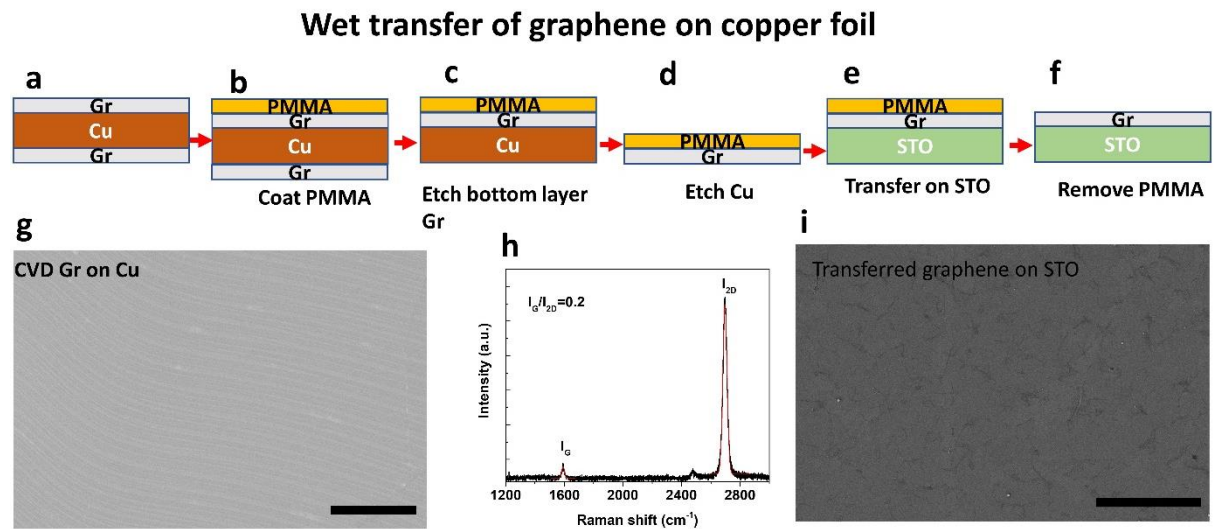 Wet transfer of graphene on copper foil
a
b
c
d
e
f
Gr
Cu
Gr
PMMA
Gr
Cu
Gr
Coat PMMA
PMMA
Gr
Cu
Etch bottom layer
Gr
PMMA
Gr
Etch Cu
PMMA
Gr
STO
Transfer on STO
Gr
STO
Remove PMMA
g
CVD Gr on Cu
h
I_G/I_2D=0.2
I_2D
I_G
Intensity (a.u.)
1200 1600 2000 2400 2800
Raman shift (cm⁻¹)
i
Transferred graphene on STO